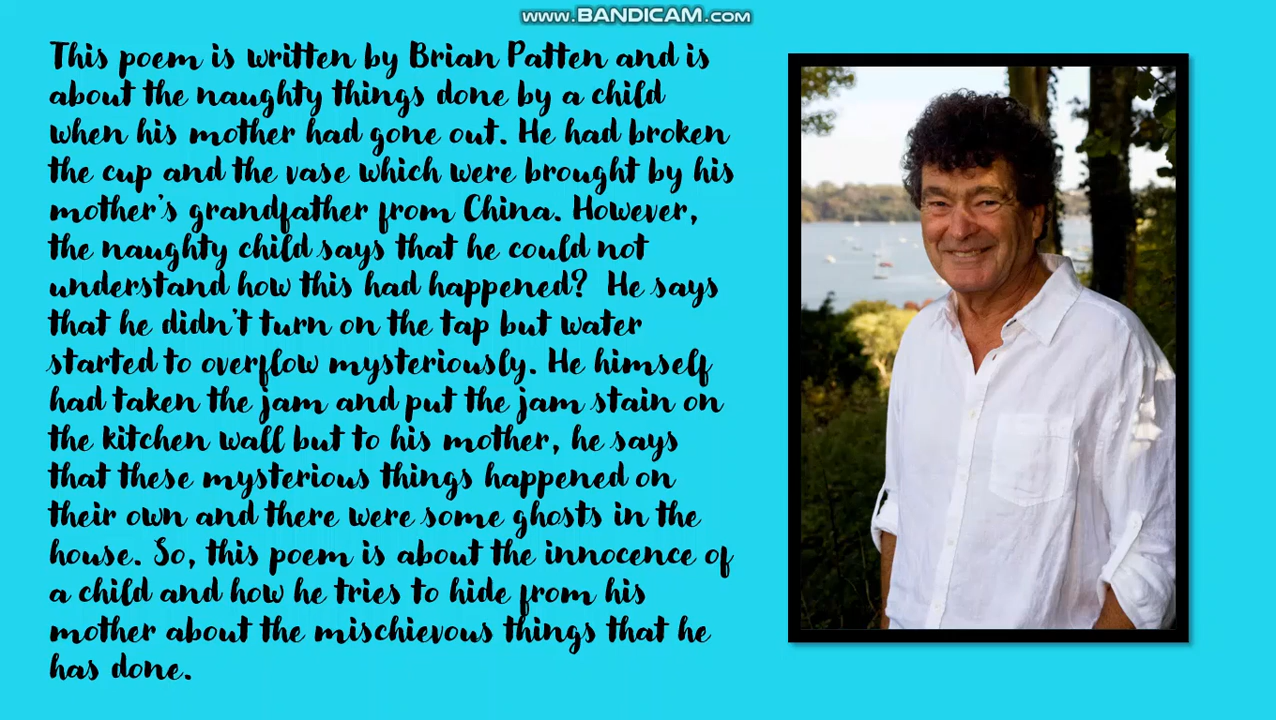 www.BANDICAM.com
This poem is written by Brian Patten and is
about the naughty things done by a child
when his mother had gone out. He had broken
the cup and the vase which were brought by his
mother's grandfather from China. However,
the naughty child says that he could not
understand how this had happened? He says
that he didn't turn on the tap but water
started to overflow mysteriously. He himself
had taken the jam and put the jam stain on
the kitchen wall but to his mother, he says
that these mysterious things happened on
their own and there were some ghosts in the
house. So, this poem is about the innocence of
a child and how he tries to hide from his
mother about the mischievous things that he
has done.